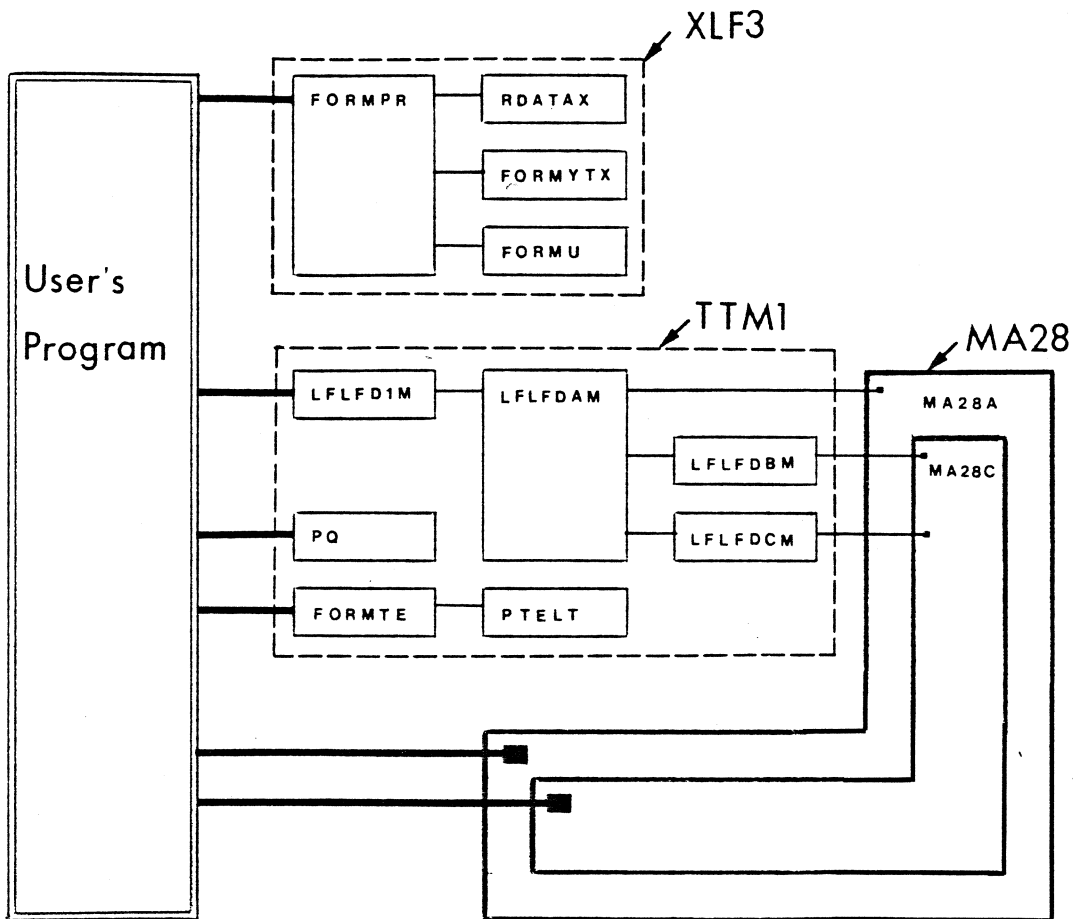 XLF3
FORMPR
RDATAX
FORMYTX
FORMU
User's
Program
TTM1
MA28
LFLFD1M
LFLFDAM
MA28A
LFLFDBM
MA28C
PQ
LFLFDCM
FORMTE
PTELT